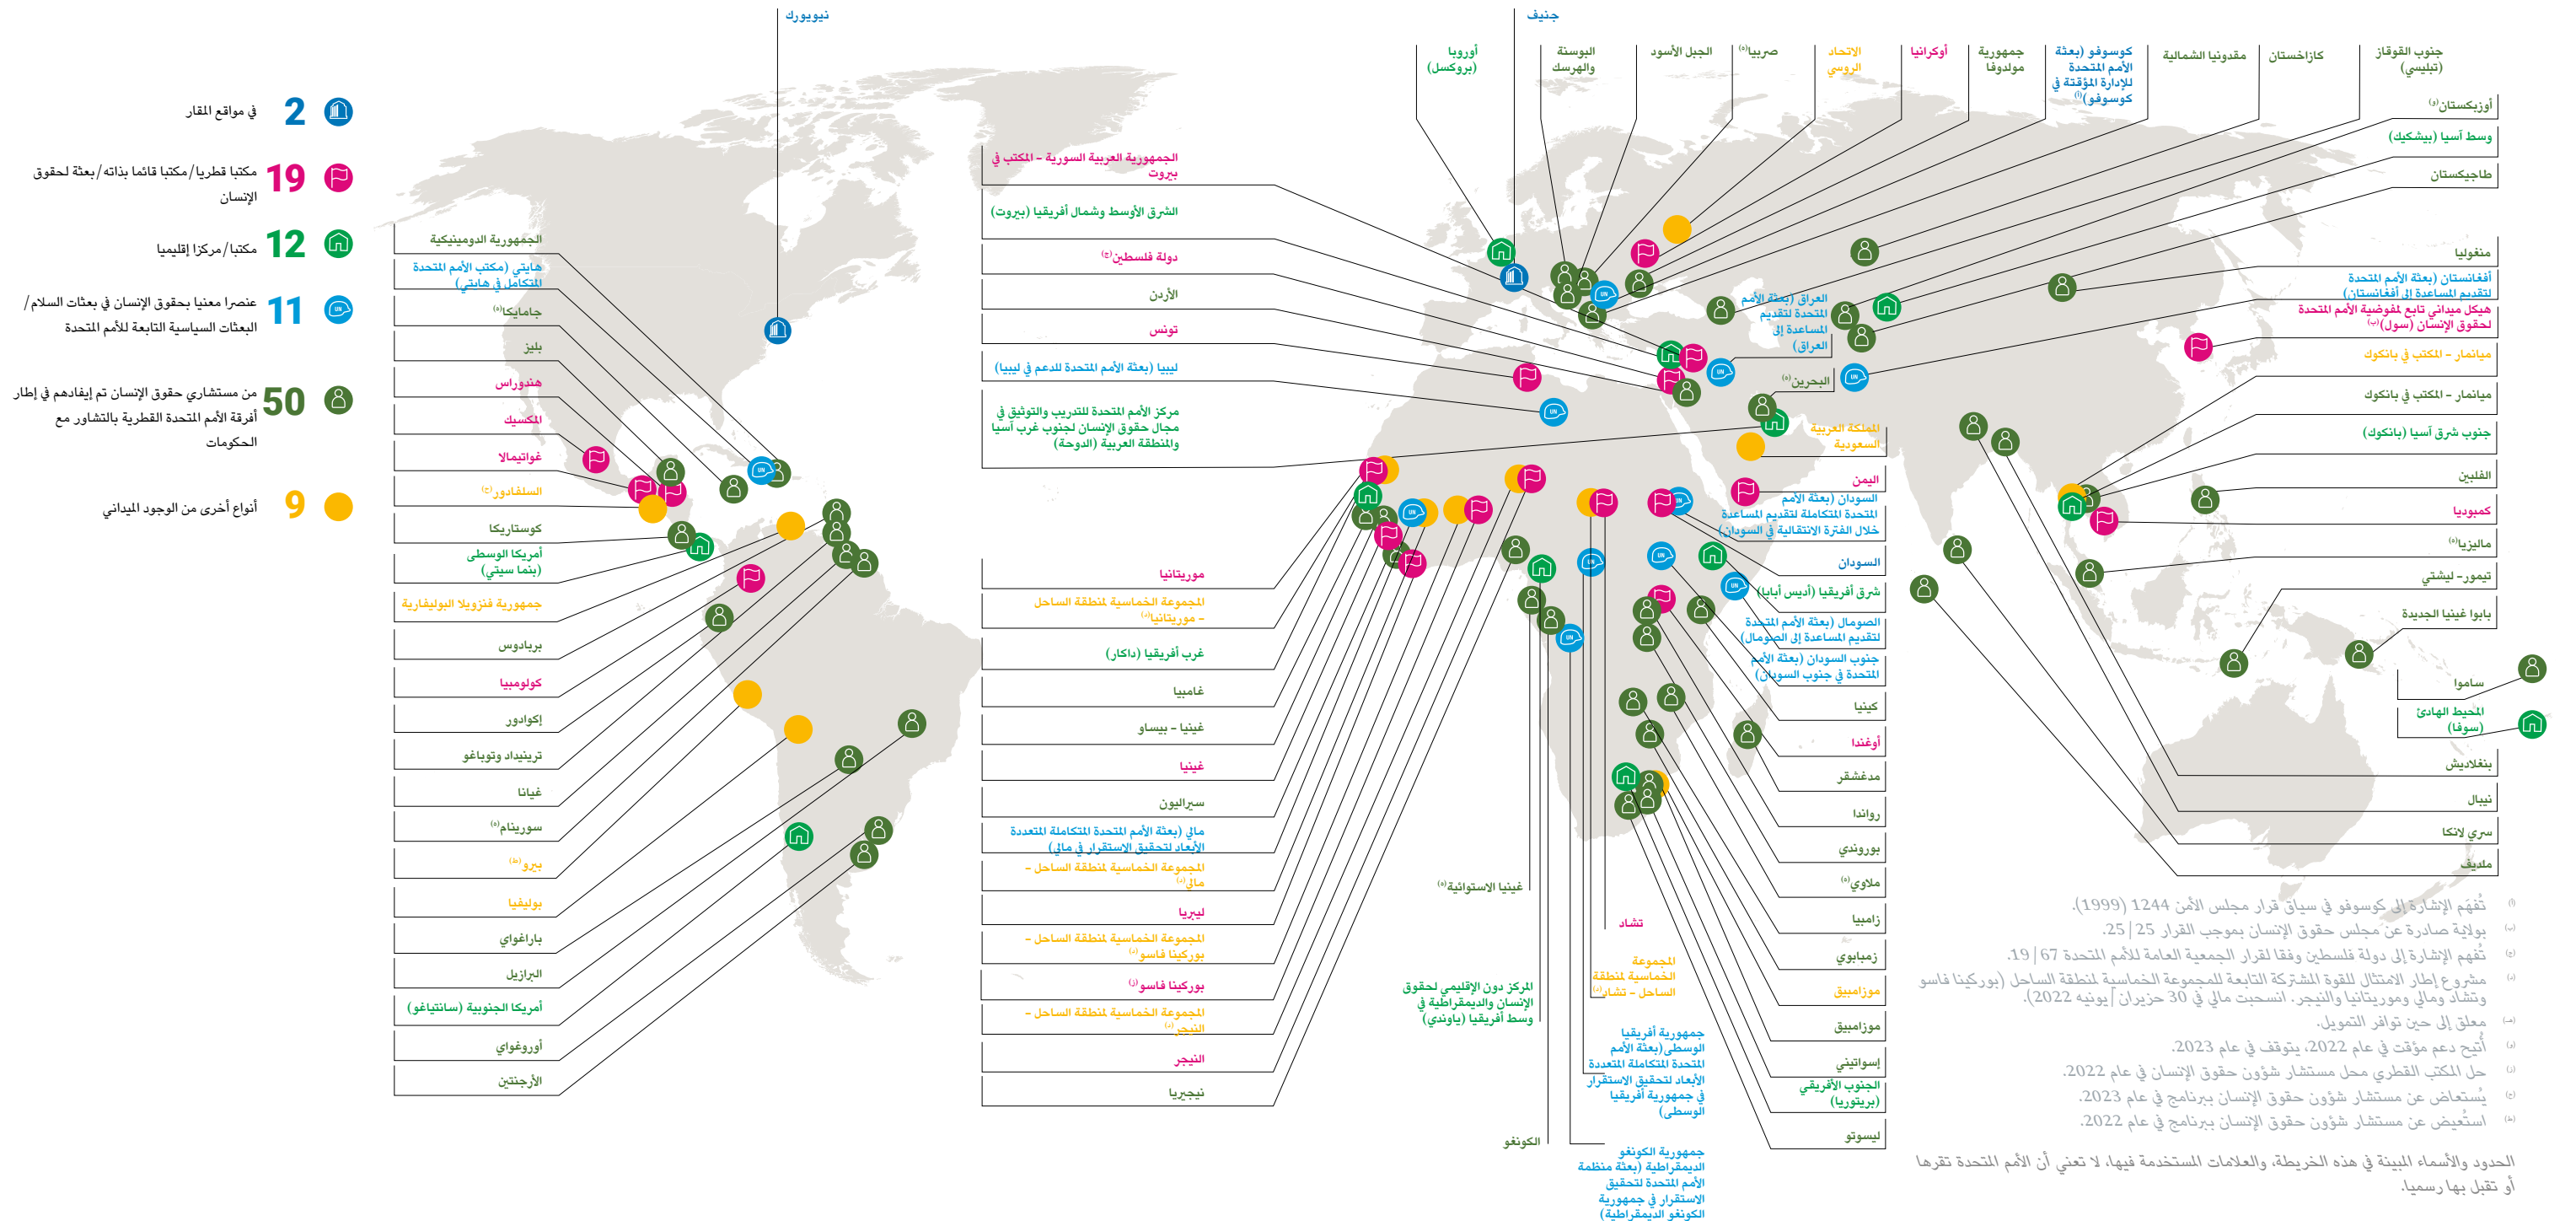 نيويورك
جنيف
أوروبا
(بروكسل)
البوسنة
والهرسك
الجبل الأسود
صربيا(ه)
الاتحاد
الروسي
أوكرانيا
جمهورية
مولدوفا
كوسوفو (بعثة
الأمم المتحدة
للإدارة المؤقتة في
كوسوفو)(أ)
مقدونيا الشمالية
كازاخستان
جنوب القوقاز
(تبليسي)
أوزبكستان(و)
وسط آسيا (بيشكيك)
طاجيكستان
منغوليا
أفغانستان (بعثة الأمم المتحدة
لتقديم المساعدة إلى أفغانستان)
هيكل ميداني تابع لمفوضية الأمم المتحدة
لحقوق الإنسان (سول)(ب)
ميانمار – المكتب في بانكوك
ميانمار – المكتب في بانكوك
جنوب شرق آسيا (بانكوك)
الفلبين
كمبوديا
ماليزيا(ه)
تيمور- ليشتي
بابوا غينيا الجديدة
ساموا
المحيط الهادئ
(سوفا)
بنغلاديش
نيبال
سري لانكا
ملديف
2 في مواقع المقار
19 مكتبا قطريا/مكتبا قائما بذاته/بعثة لحقوق
الإنسان
12 مكتبا/مركزا إقليميا
11 عنصرا معنيا بحقوق الإنسان في بعثات السلام/
البعثات السياسية التابعة للأمم المتحدة
50 من مستشاري حقوق الإنسان تم إيفادهم في إطار
أفرقة الأمم المتحدة القطرية بالتشاور مع
الحكومات
9 أنواع أخرى من الوجود الميداني
الجمهورية الدومينيكية
هايتي (مكتب الأمم المتحدة
المتكامل في هايتي)
جامايكا(ه)
بليز
هندوراس
المكسيك
غواتيمالا
السلفادور(ح)
كوستاريكا
أمريكا الوسطى
(بنما سيتي)
جمهورية فنزويلا البوليفارية
بربادوس
كولومبيا
إكوادور
ترينيداد وتوباغو
غيانا
سورينام(ه)
بيرو(ط)
بوليفيا
باراغواي
البرازيل
أمريكا الجنوبية (سانتياغو)
أوروغواي
الأرجنتين
الجمهورية العربية السورية – المكتب في
بيروت
الشرق الأوسط وشمال أفريقيا (بيروت)
دولة فلسطين(ج)
الأردن
تونس
ليبيا (بعثة الأمم المتحدة للدعم في ليبيا)
مركز الأمم المتحدة للتدريب والتوثيق في
مجال حقوق الإنسان لجنوب غرب آسيا
والمنطقة العربية (الدوحة)
موريتانيا
المجموعة الخماسية لمنطقة الساحل
– موريتانيا(د)
غرب أفريقيا (داكار)
غامبيا
غينيا – بيساو
غينيا
سيراليون
مالي (بعثة الأمم المتحدة المتكاملة المتعددة
الأبعاد لتحقيق الاستقرار في مالي)
المجموعة الخماسية لمنطقة الساحل –
مالي(د)
ليبريا
المجموعة الخماسية لمنطقة الساحل –
بوركينا فاسو(د)
بوركينا فاسو(ز)
المجموعة الخماسية لمنطقة الساحل –
النيجر(د)
النيجر
نيجيريا
العراق (بعثة الأمم
المتحدة لتقديم
المساعدة إلى
العراق)
البحرين(ه)
المملكة العربية
السعودية
اليمن
السودان (بعثة الأمم
المتحدة المتكاملة لتقديم المساعدة
خلال الفترة الانتقالية في السودان)
السودان
شرق أفريقيا (أديس أبابا)
الصومال (بعثة الأمم المتحدة
لتقديم المساعدة إلى الصومال)
جنوب السودان (بعثة الأمم
المتحدة في جنوب السودان)
كينيا
أوغندا
مدغشقر
رواندا
بوروندي
ملاوي(ه)
زامبيا
زمبابوي
موزامبيق
موزامبيق
إسواتيني
الجنوب الأفريقي
(بريتوريا)
ليسوتو
غينيا الاستوائية(ه)
المركز دون الإقليمي لحقوق
الإنسان والديمقراطية في
وسط أفريقيا (ياوندي)
الكونغو
تشاد
المجموعة
الخماسية لمنطقة
الساحل – تشاد(د)
جمهورية أفريقيا
الوسطى(بعثة الأمم
المتحدة المتكاملة المتعددة
الأبعاد لتحقيق الاستقرار
في جمهورية أفريقيا
الوسطى)
جمهورية الكونغو
الديمقراطية (بعثة منظمة
الأمم المتحدة لتحقيق
الاستقرار في جمهورية
الكونغو الديمقراطية)
(أ) تُفهَم الإشارة إلى كوسوفو في سياق قرار مجلس الأمن 1244 (1999).
(ب) بولاية صادرة عن مجلس حقوق الإنسان بموجب القرار 25|25.
(ج) تُفهم الإشارة إلى دولة فلسطين وفقا لقرار الجمعية العامة للأمم المتحدة 67|19.
(د) مشروع إطار الامتثال للقوة المشتركة التابعة للمجموعة الخماسية لمنطقة الساحل (بوركينا فاسو
وتشاد ومالي وموريتانيا والنيجر. انسحبت مالي في 30 حزيران|يونيه 2022).
(هـ) معلق إلى حين توافر التمويل.
(و) أُتيح دعم مؤقت في عام 2022، يتوقف في عام 2023.
(ز) حل المكتب القطري محل مستشار شؤون حقوق الإنسان في عام 2022.
(ح) يُستعاض عن مستشار شؤون حقوق الإنسان ببرنامج في عام 2023.
(ط) استُعيض عن مستشار شؤون حقوق الإنسان ببرنامج في عام 2022.
الحدود والأسماء المبينة في هذه الخريطة، والعلامات المستخدمة فيها، لا تعني أن الأمم المتحدة تقرها
أو تقبل بها رسميا.